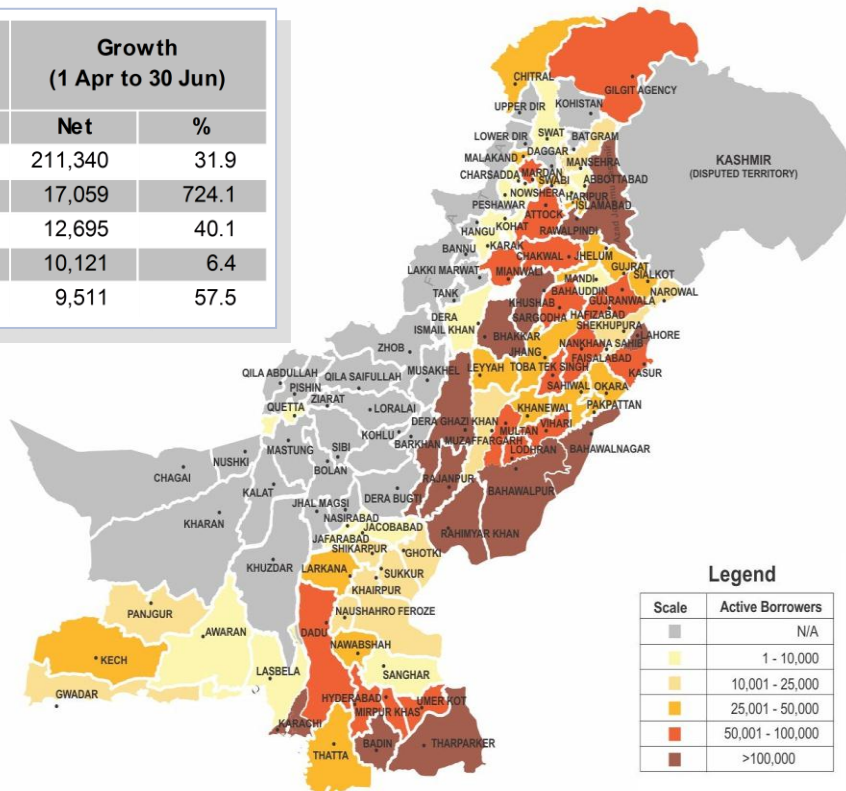 Growth
(1 Apr to 30 Jun)
Net %
211,340 31.9
17,059 724.1
12,695 40.1
10,121 6.4
9,511 57.5
CHITRAL
GILGIT AGENCY
UPPER DIR
KOHISTAN
LOWER DIR
SWAT
BATGRAM
DAGGAR
MALAKAND
MANSEHRA
KASHMIR
(DISPUTED TERRITORY)
CHARSADDA
MARDAN
SWABI
ABBOTTABAD
NOWSHERA
HARIPUR
PESHAWAR
ISLAMABAD
ATTOCK
Azad Jammu
RAWALPINDI
HANGU
KOHAT
KARAK
BANNU
CHAKWAL
JHELUM
LAKKI MARWAT
MIANWALI
GUJRAT
MANDI
SIALKOT
TANK
BAHAUDDIN
NAROWAL
KHUSHAB
GUJRANWALA
DERA
ISMAIL KHAN
SARGODHA
HAFIZABAD
SHEKHUPURA
BHAKKAR
LAHORE
ZHOB
NANKHANA SAHIB
JHANG
FAISALABAD
MUSAKHEL
LEYYAH
TOBA TEK SINGH
KASUR
QILA ABDULLAH
QILA SAIFULLAH
PISHIN
SAHIWAL
OKARA
ZIARAT
QUETTA
LORALAI
KHANEWAL
PAKPATTAN
DERA GHAZI KHAN
MULTAN
VIHARI
KOHLU
BARKHAN
MUZAFFARGARH
MASTUNG
SIBI
LODHRAN
BAHAWALNAGAR
NUSHKI
BOLAN
CHAGAI
KALAT
RAJANPUR
BAHAWALPUR
DERA BUGTI
JHAL MAGSI
KHARAN
NASIRABAD
JACOBABAD
RAHIMYAR KHAN
JAFARABAD
SHIKARPUR
GHOTKI
KHUZDAR
LARKANA
SUKKUR
KHAIRPUR
PANJGUR
NAUSHAHRO FEROZE
AWARAN
DADU
NAWABSHAH
KECH
LASBELA
SANGHAR
GWADAR
HYDERABAD
UMER KOT
MIRPUR KHAS
KARACHI
BADIN
THARPARKER
THATTA
Legend
Scale Active Borrowers
N/A
1 - 10,000
10,001 - 25,000
25,001 - 50,000
50,001 - 100,000
>100,000